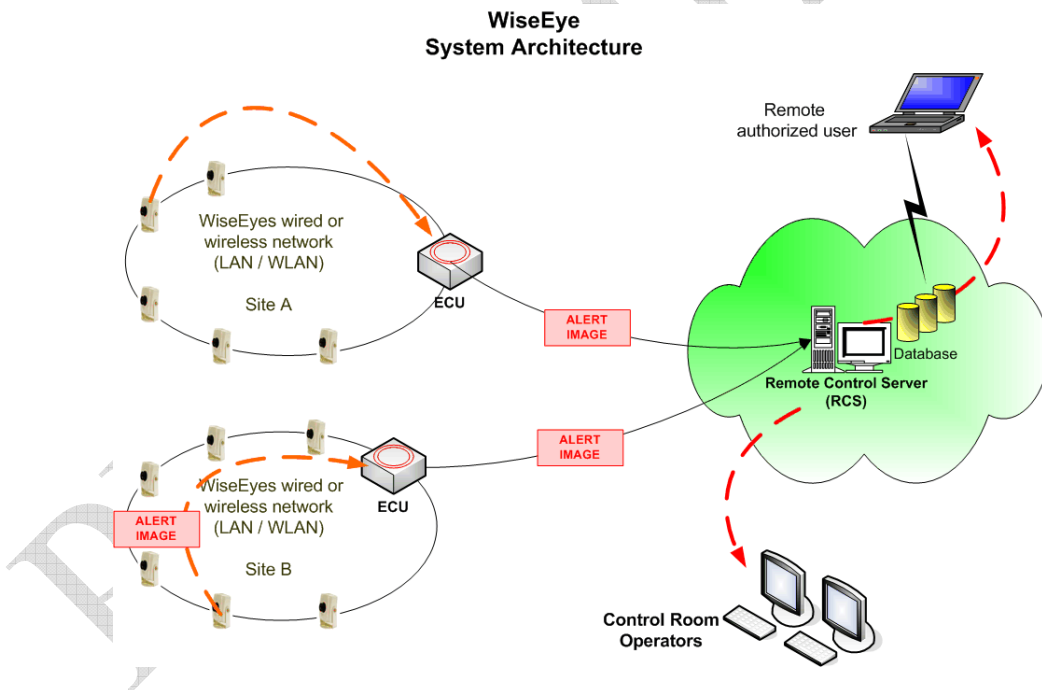 WiseEye
System Architecture
Remote
authorized user
WiseEyes wired or
wireless network
(LAN / WLAN)
Site A
ECU
ALERT
IMAGE
Database
Remote Control Server
(RCS)
WiseEyes wired or
wireless network
(LAN / WLAN)
Site B
ECU
ALERT
IMAGE
ALERT
IMAGE
Control Room
Operators